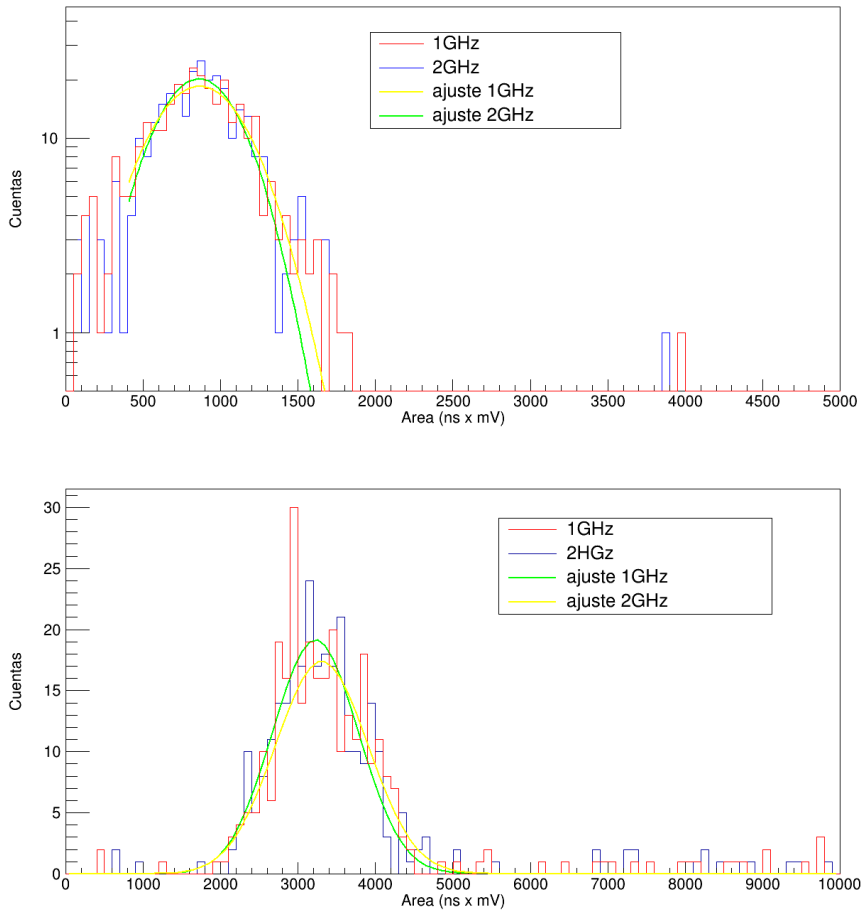 1GHz
2GHz
ajuste 1GHz
ajuste 2GHz
10
1
Cuentas
0 500 1000 1500 2000 2500 3000 3500 4000 4500 5000
Area (ns x mV)
1GHz
2HGz
ajuste 1GHz
ajuste 2GHz
30
25
20
15
10
5
0
Cuentas
0 1000 2000 3000 4000 5000 6000 7000 8000 9000 10000
Area (ns x mV)